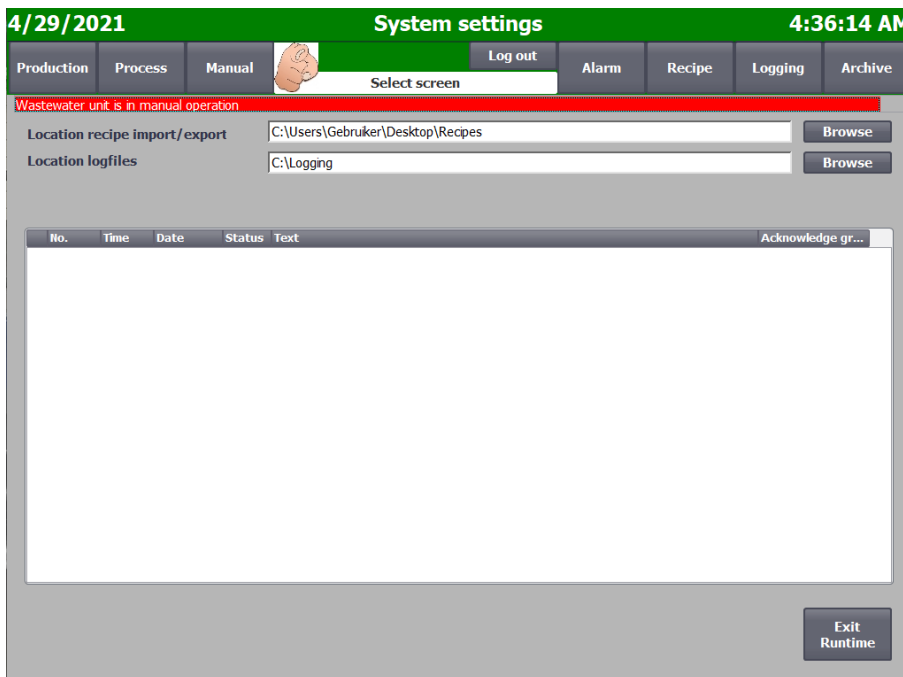 4/29/2021 System settings 4:36:14 AM
Production Process Manual Log out Alarm Recipe Logging Archive
Select screen
Wastewater unit is in manual operation
Location recipe import/export C:\Users\Gebruiker\Desktop\Recipes Browse
Location logfiles C:\Logging Browse
No. Time Date Status Text Acknowledge gr...
Exit
Runtime